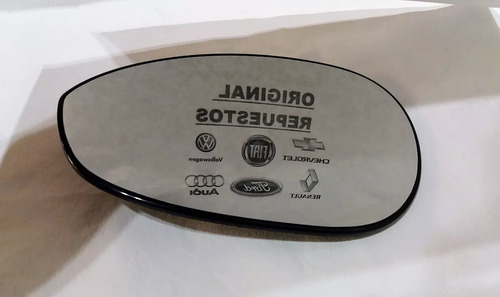 ORIGINAL
REPUESTOS
Volkswagen FIAT CHEVROLET
Audi Ford RENAULT